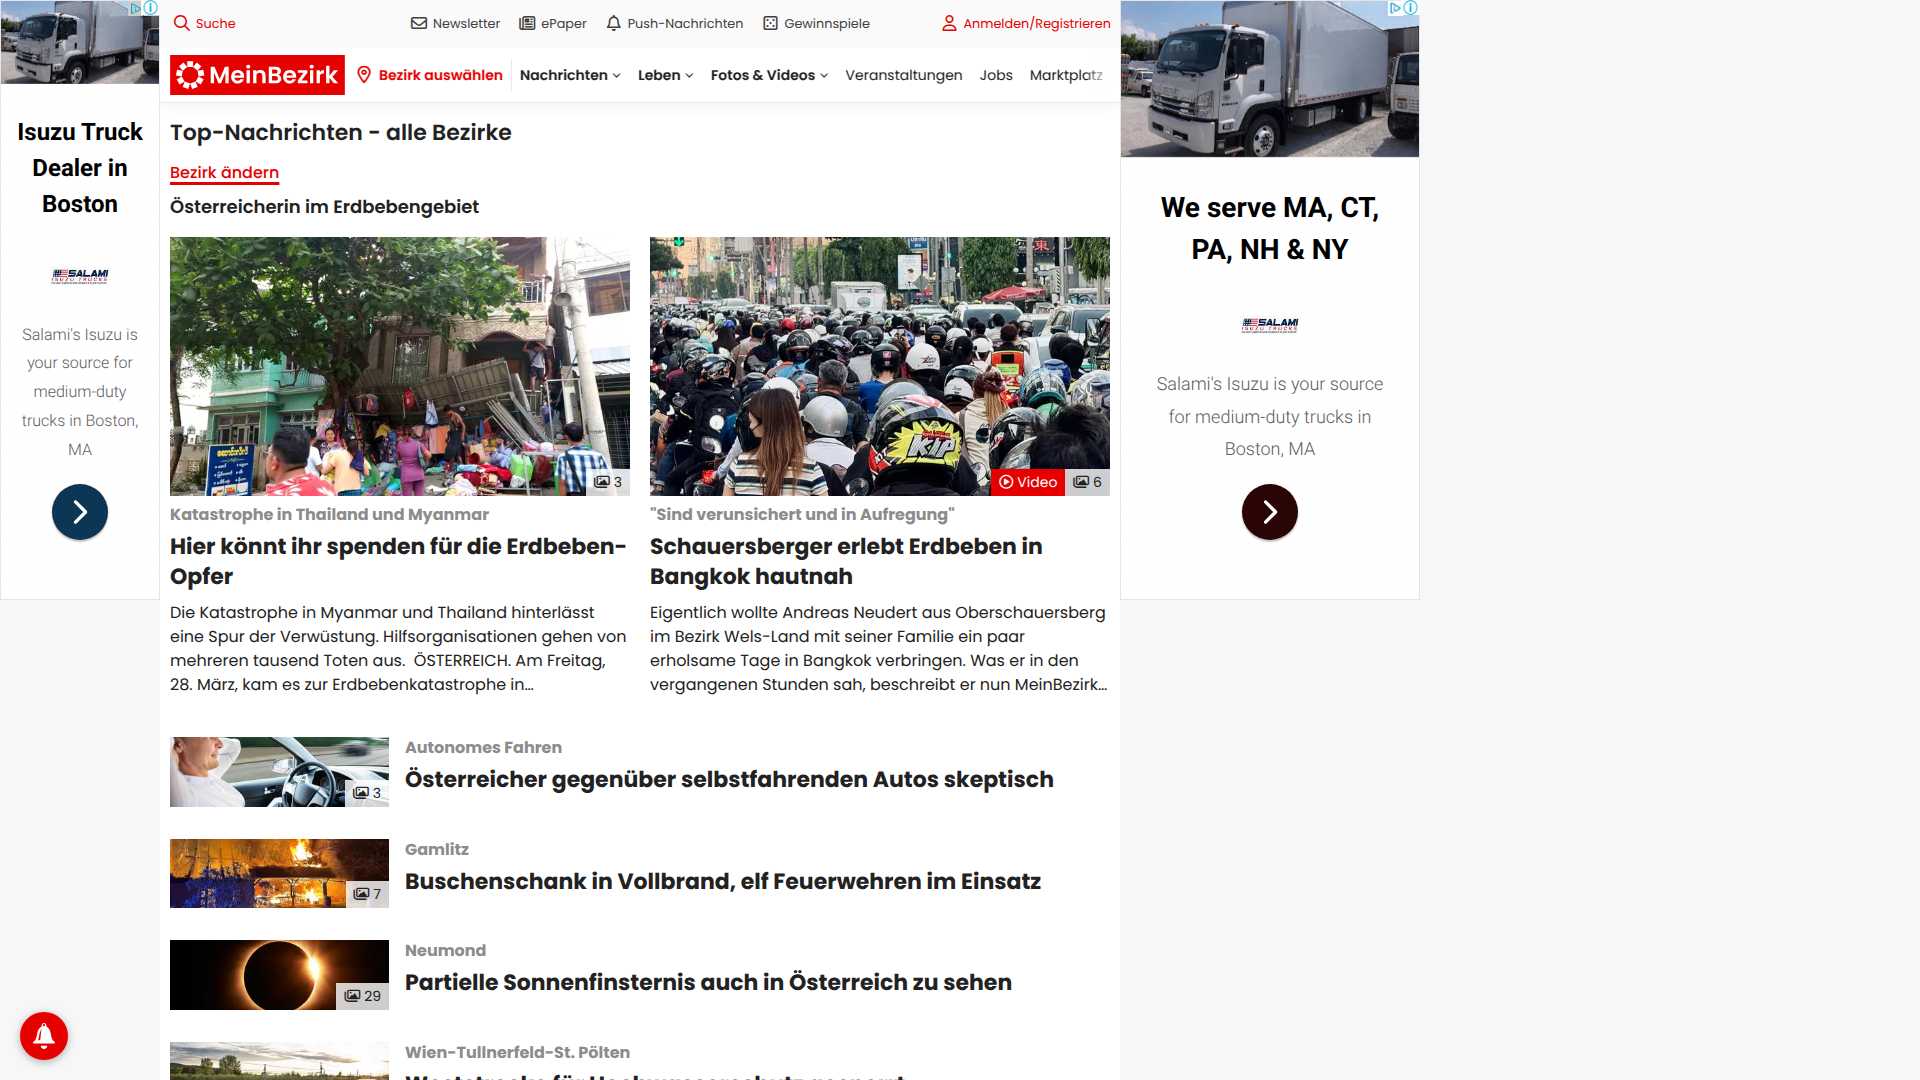 Suche
Newsletter
ePaper
Push-Nachrichten
Gewinnspiele
Anmelden/Registrieren
MeinBezirk
Bezirk auswählen
Nachrichten
Leben
Fotos & Videos
Veranstaltungen
Jobs
Marktplatz
Isuzu Truck
Dealer in
Boston
SALAMI
ISUZU TRUCKS
Salami's Isuzu is
your source for
medium-duty
trucks in Boston,
MA
Top-Nachrichten - alle Bezirke
Bezirk ändern
Österreicherin im Erdbebengebiet
3
Katastrophe in Thailand und Myanmar
Hier könnt ihr spenden für die Erdbeben-
Opfer
Die Katastrophe in Myanmar und Thailand hinterlässt
eine Spur der Verwüstung. Hilfsorganisationen gehen von
mehreren tausend Toten aus.  ÖSTERREICH. Am Freitag,
28. März, kam es zur Erdbebenkatastrophe in...
東
KIP
Video
6
"Sind verunsichert und in Aufregung"
Schauersberger erlebt Erdbeben in
Bangkok hautnah
Eigentlich wollte Andreas Neudert aus Oberschauersberg
im Bezirk Wels-Land mit seiner Familie ein paar
erholsame Tage in Bangkok verbringen. Was er in den
vergangenen Stunden sah, beschreibt er nun MeinBezirk...
3
Autonomes Fahren
Österreicher gegenüber selbstfahrenden Autos skeptisch
7
Gamlitz
Buschenschank in Vollbrand, elf Feuerwehren im Einsatz
29
Neumond
Partielle Sonnenfinsternis auch in Österreich zu sehen
Wien-Tullnerfeld-St. Pölten
Weststrecke für Hochwasserschutz gesperrt
We serve MA, CT,
PA, NH & NY
SALAMI
ISUZU TRUCKS
Salami's Isuzu is your source
for medium-duty trucks in
Boston, MA